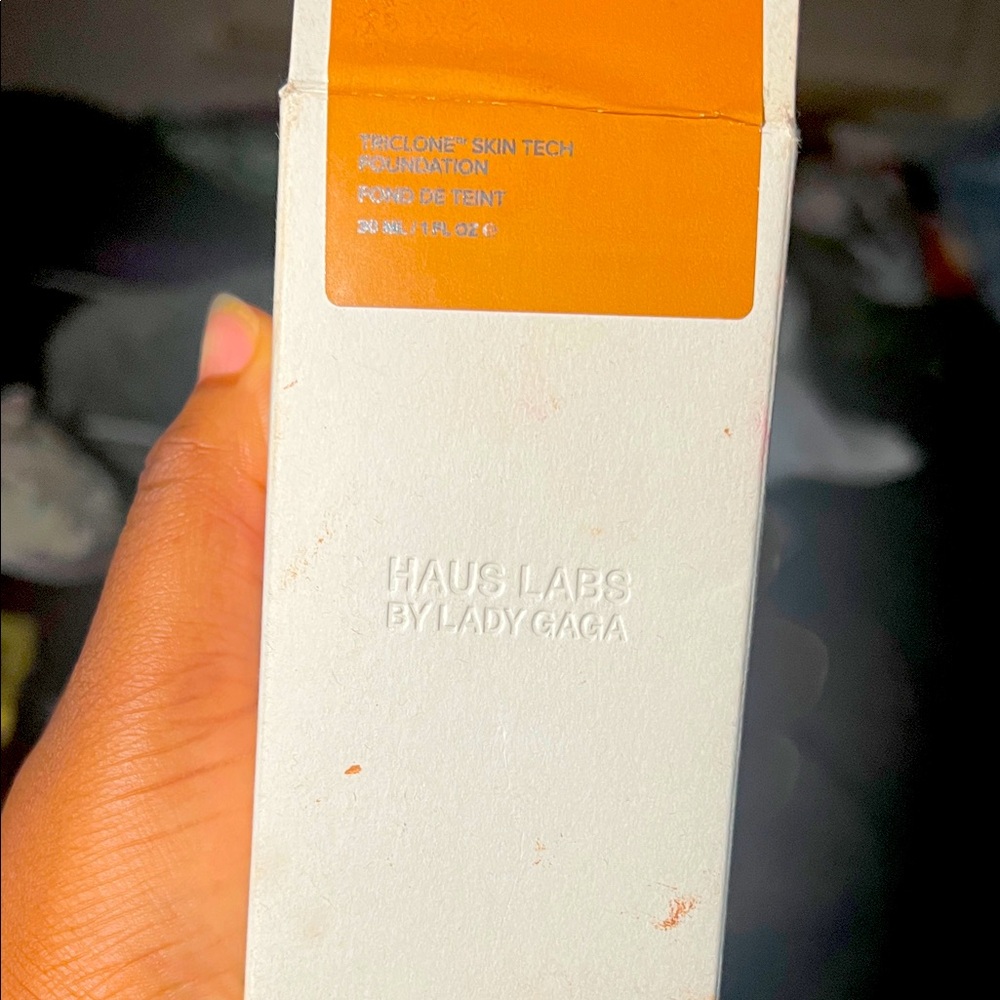 TRICLONE™ SKIN TECH
FOUNDATION
FOND DE TEINT
30 ML / 1 FL OZ ℮
HAUS LABS
BY LADY GAGA